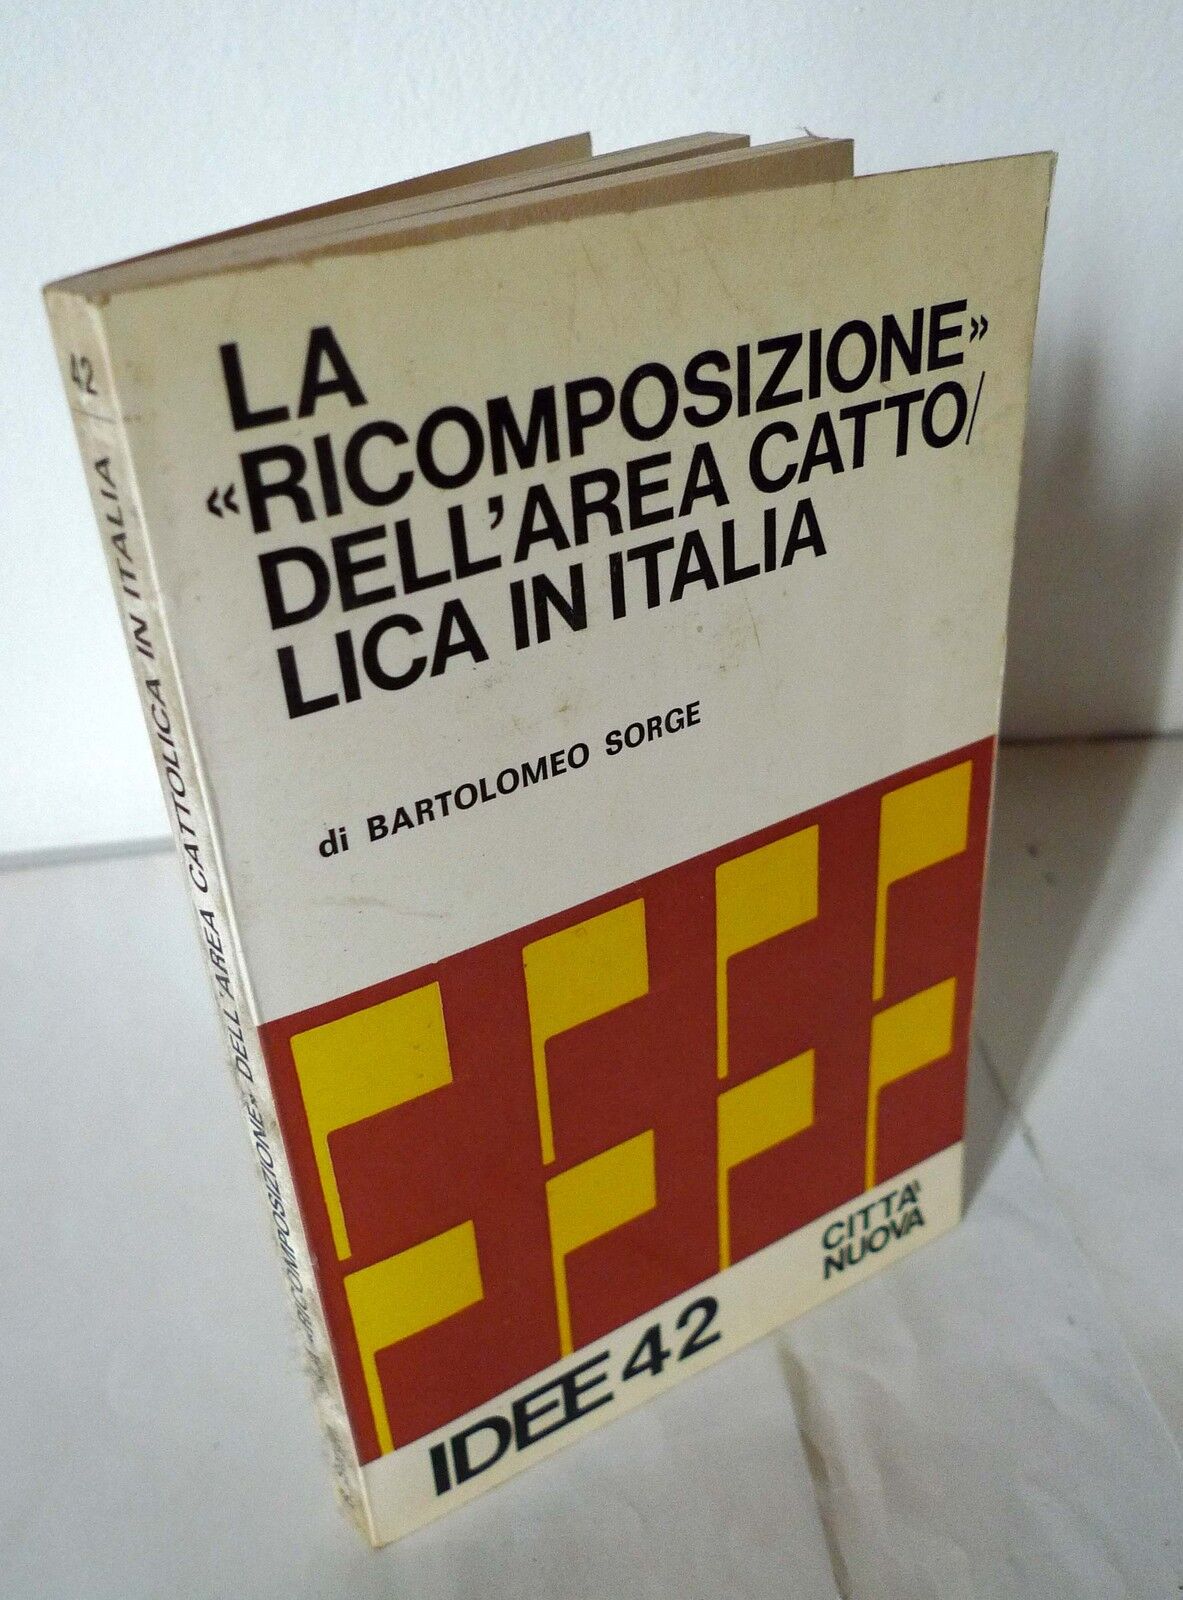 LA
«RICOMPOSIZIONE»
DELL'AREA CATTO/
LICA IN ITALIA
di BARTOLOMEO SORGE
CITTA'
NUOVA
IDEE 42
42
«RICOMPOSIZIONE» DELL'AREA CATTOLICA IN ITALIA